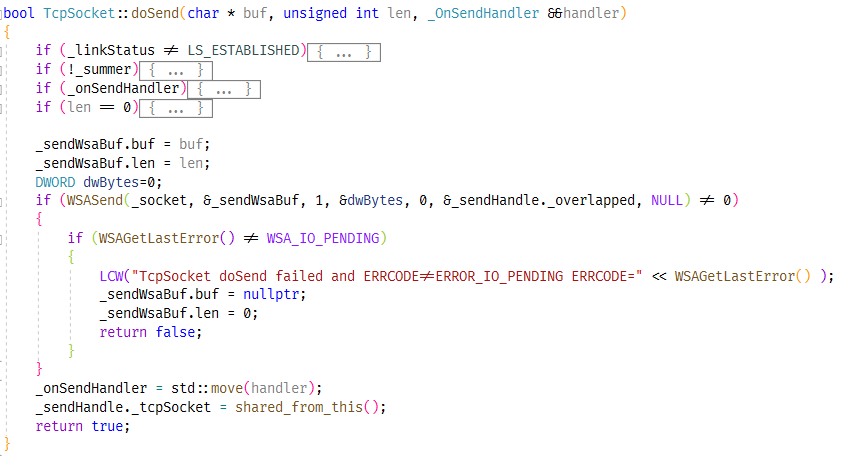 bool TcpSocket::doSend(char * buf, unsigned int len, _OnSendHandler &&handler)
{
if (_linkStatus != LS_ESTABLISHED){ ... }
if (!_summer){ ... }
if (_onSendHandler){ ... }
if (len == 0){ ... }
_sendWsaBuf.buf = buf;
_sendWsaBuf.len = len;
DWORD dwBytes=0;
if (WSASend(_socket, &_sendWsaBuf, 1, &dwBytes, 0, &_sendHandle._overlapped, NULL) != 0)
{
if (WSAGetLastError() != WSA_IO_PENDING)
{
LCW("TcpSocket doSend failed and ERRCODE!=ERROR_IO_PENDING ERRCODE=" << WSAGetLastError() );
_sendWsaBuf.buf = nullptr;
_sendWsaBuf.len = 0;
return false;
}
}
_onSendHandler = std::move(handler);
_sendHandle._tcpSocket = shared_from_this();
return true;
}